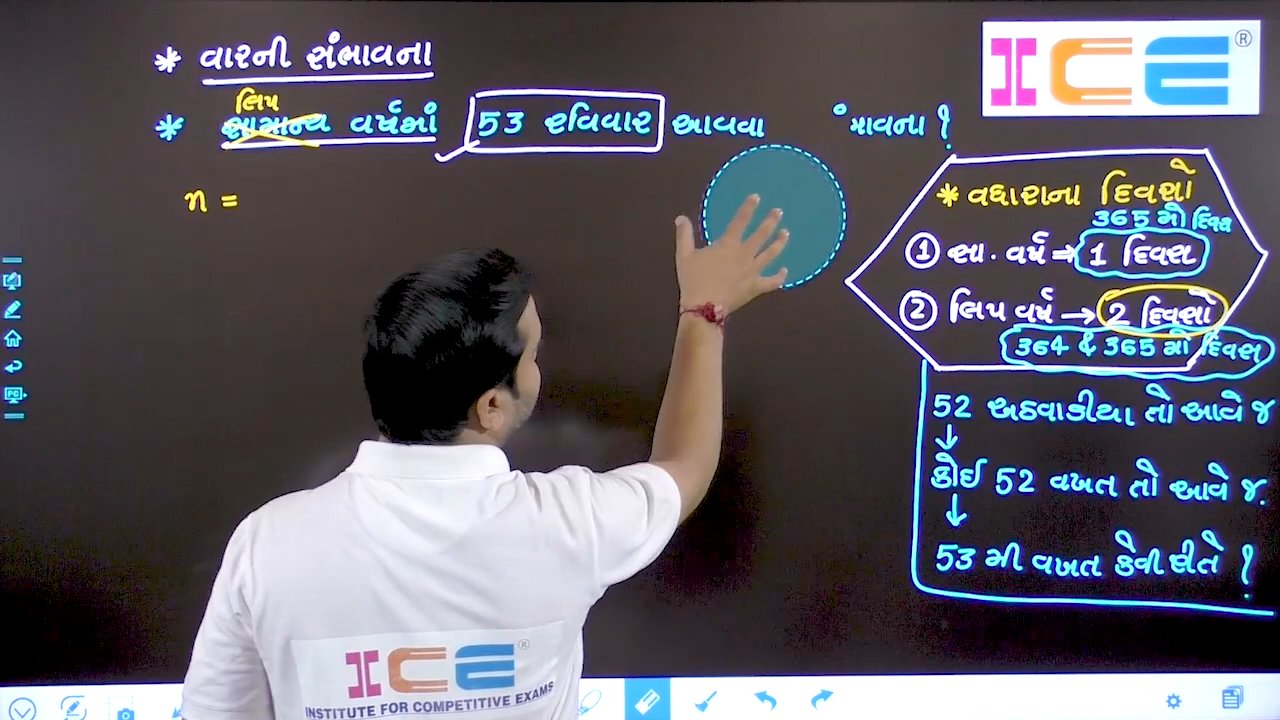 * વારની સંભાવના
લિપ
* સામાન્ય વર્ષમાં 53 રવિવાર આવવા
n =
ICE ®
* વધારાના દિવસો
365 મો દિવસ
① સા. વર્ષ ⇒ 1 દિવસ
② લિપ વર્ષ → 2 દિવસો
364 & 365 મો દિવસ
52 અઠવાડીયા તો આવે જ
↓
કોઈ 52 વખત તો આવે જ.
↓
53 મી વખત કેવી રીતે ?
ICE ®
INSTITUTE FOR COMPETITIVE EXAMS